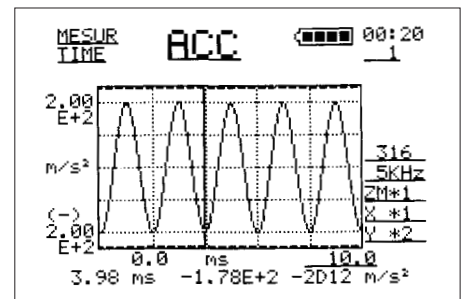 MESUR ACC 00:20
TIME 1
2.00
E+2
m/s²
316
5KHz
ZM*1
(-) X *1
2.00 Y *2
E+2
0.0 ms 10.0
3.98 ms -1.78E+2 -2D12 m/s²